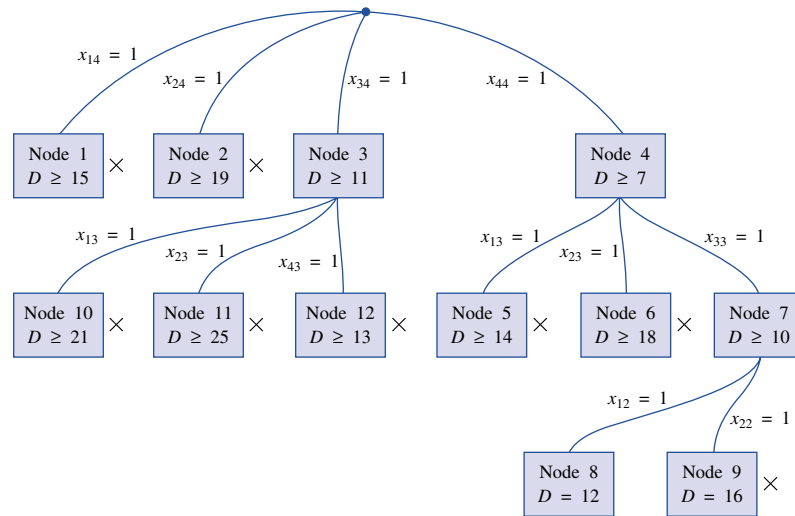 x14 = 1
x24 = 1
x34 = 1
x44 = 1
Node 1
D ≥ 15
×
Node 2
D ≥ 19
×
Node 3
D ≥ 11
Node 4
D ≥ 7
x13 = 1
x23 = 1
x43 = 1
x13 = 1
x23 = 1
x33 = 1
Node 10
D ≥ 21
×
Node 11
D ≥ 25
×
Node 12
D ≥ 13
×
Node 5
D ≥ 14
×
Node 6
D ≥ 18
×
Node 7
D ≥ 10
x12 = 1
x22 = 1
Node 8
D = 12
Node 9
D = 16
×